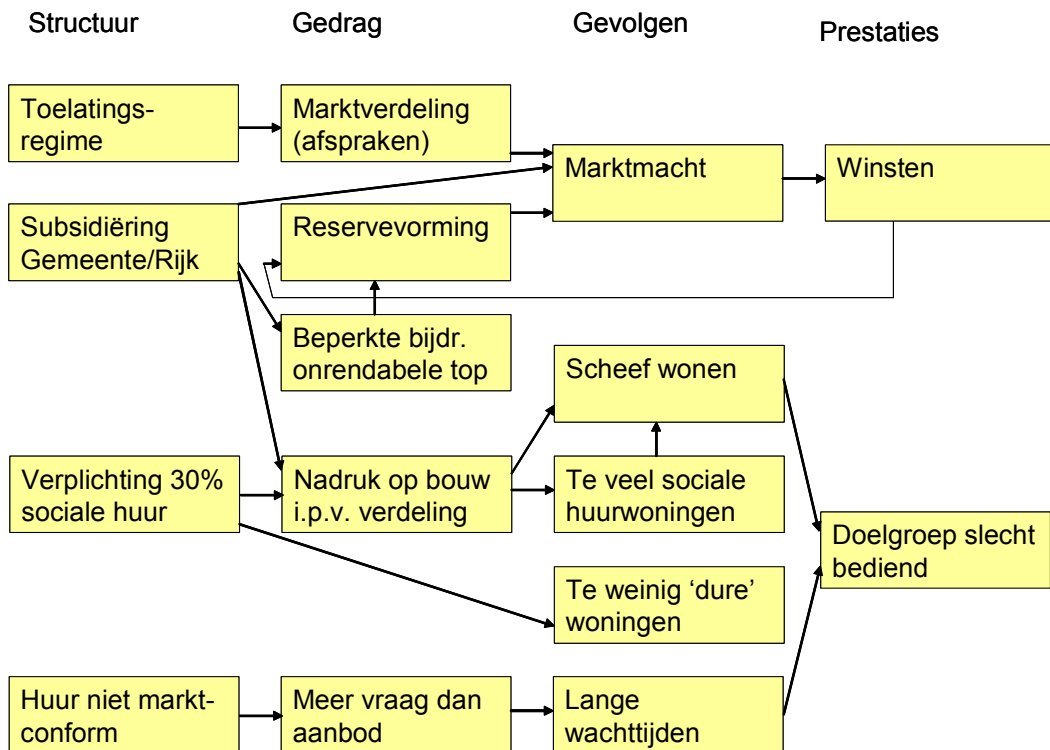 Structuur
Gedrag
Gevolgen
Prestaties
Toelatings-
regime
Marktverdeling
(afspraken)
Marktmacht
Winsten
Subsidiëring
Gemeente/Rijk
Reservevorming
Beperkte bijdr.
onrendabele top
Scheef wonen
Verplichting 30%
sociale huur
Nadruk op bouw
i.p.v. verdeling
Te veel sociale
huurwoningen
Doelgroep slecht
bediend
Te weinig ‘dure’
woningen
Huur niet markt-
conform
Meer vraag dan
aanbod
Lange
wachttijden